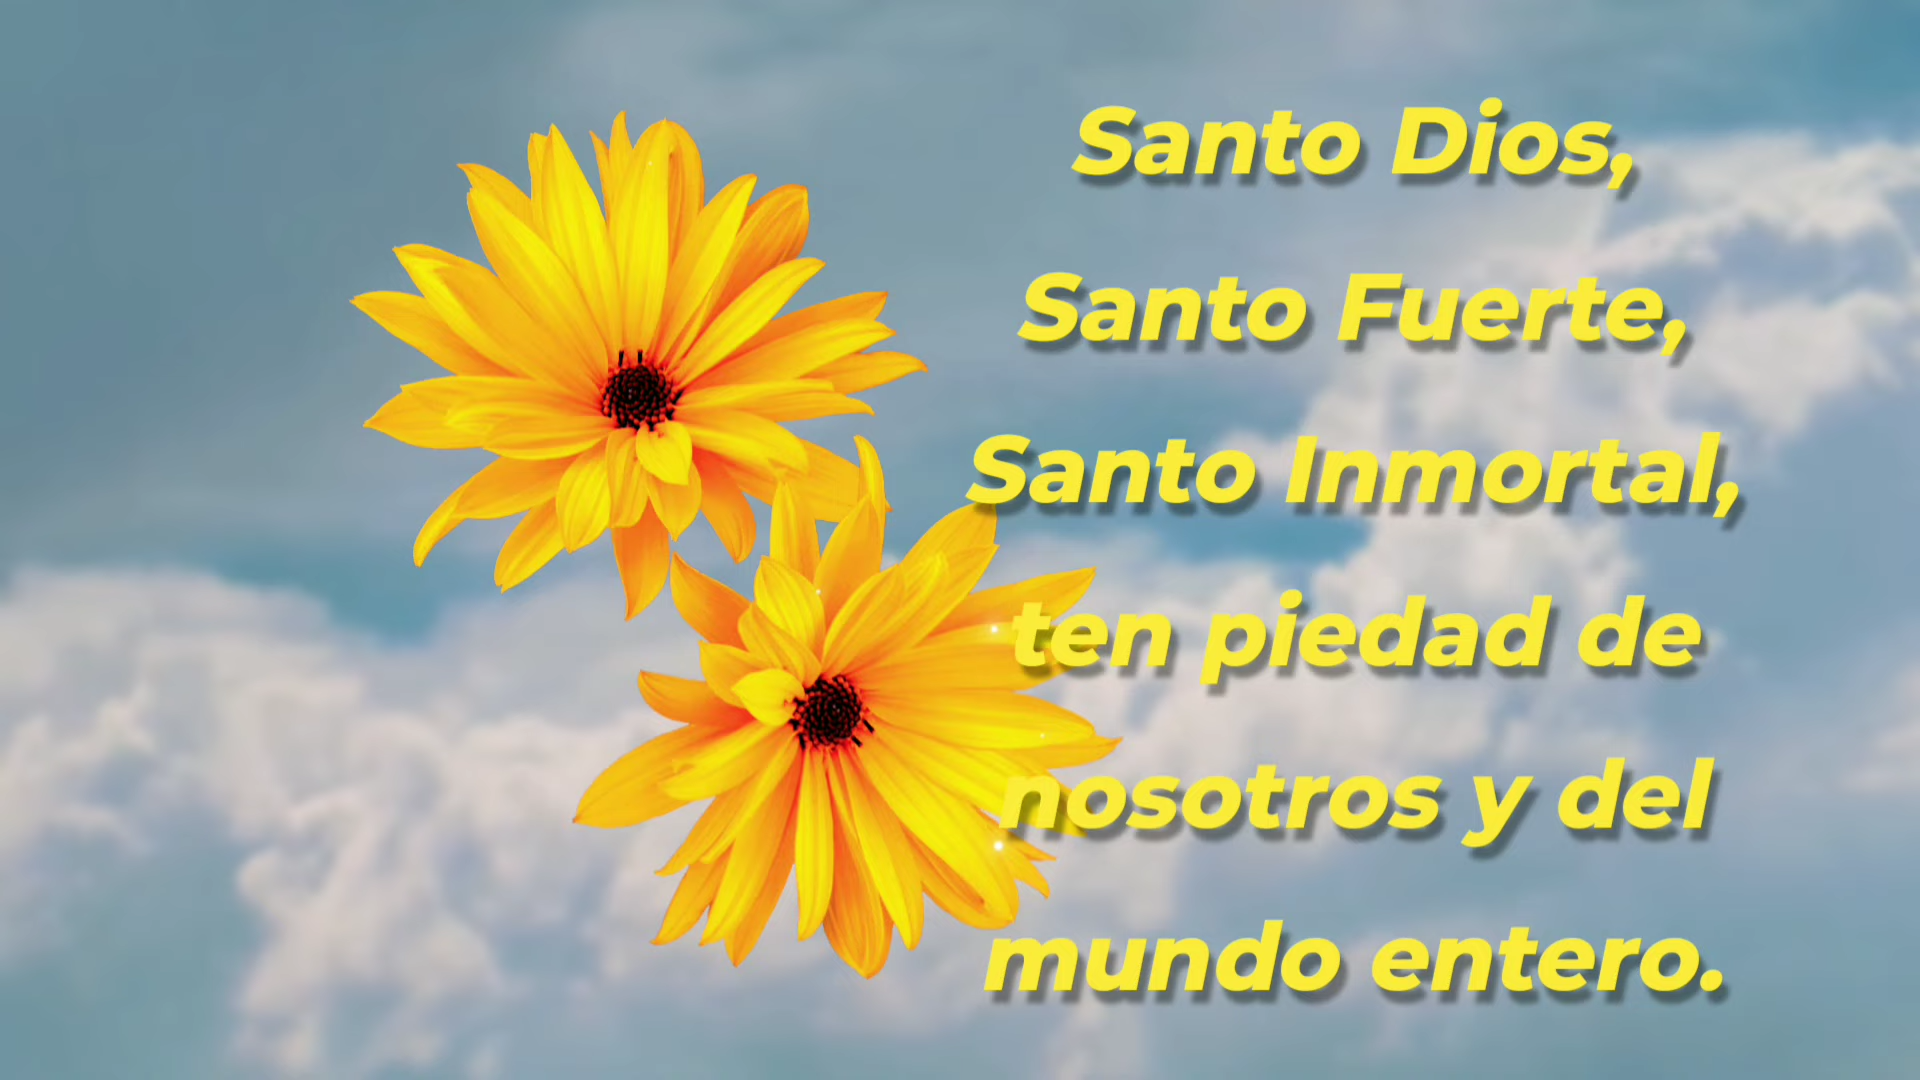 Santo Dios,
Santo Fuerte,
Santo Inmortal,
ten piedad de
nosotros y del
mundo entero.